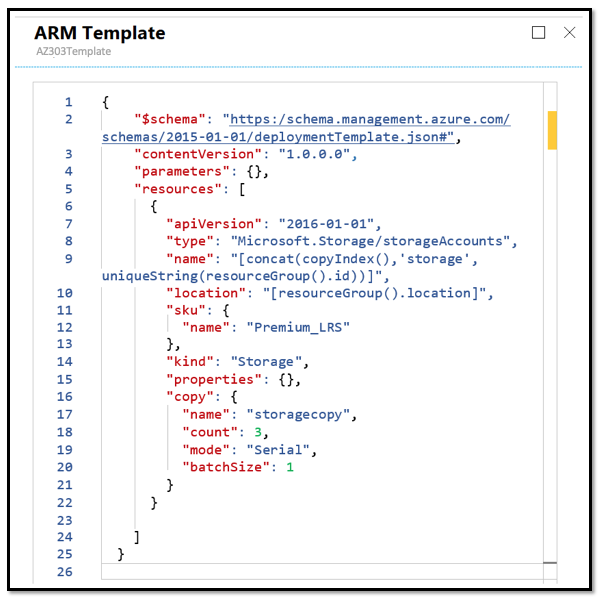 ARM Template
AZ303Template
1 {
2 "$schema": "https:/schema.management.azure.com/
schemas/2015-01-01/deploymentTemplate.json#",
3 "contentVersion": "1.0.0.0",
4 "parameters": {},
5 "resources": [
6 {
7 "apiVersion": "2016-01-01",
8 "type": "Microsoft.Storage/storageAccounts",
9 "name": "[concat(copyIndex(),'storage',
uniqueString(resourceGroup().id))]",
10 "location": "[resourceGroup().location]",
11 "sku": {
12 "name": "Premium_LRS"
13 },
14 "kind": "Storage",
15 "properties": {},
16 "copy": {
17 "name": "storagecopy",
18 "count": 3,
19 "mode": "Serial",
20 "batchSize": 1
21 }
22 }
23
24 ]
25 }
26